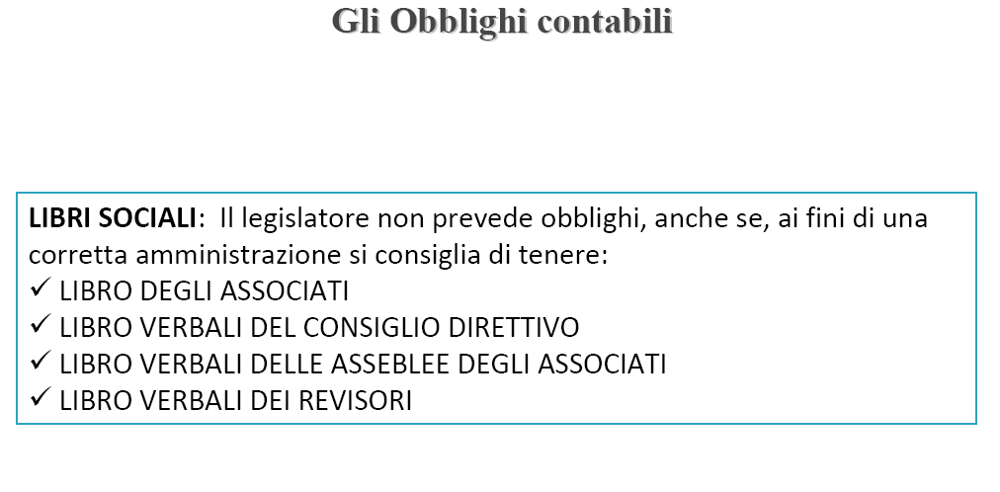 Gli Obblighi contabili
LIBRI SOCIALI:  Il legislatore non prevede obblighi, anche se, ai fini di una
corretta amministrazione si consiglia di tenere:
✓ LIBRO DEGLI ASSOCIATI
✓ LIBRO VERBALI DEL CONSIGLIO DIRETTIVO
✓ LIBRO VERBALI DELLE ASSEBLEE DEGLI ASSOCIATI
✓ LIBRO VERBALI DEI REVISORI